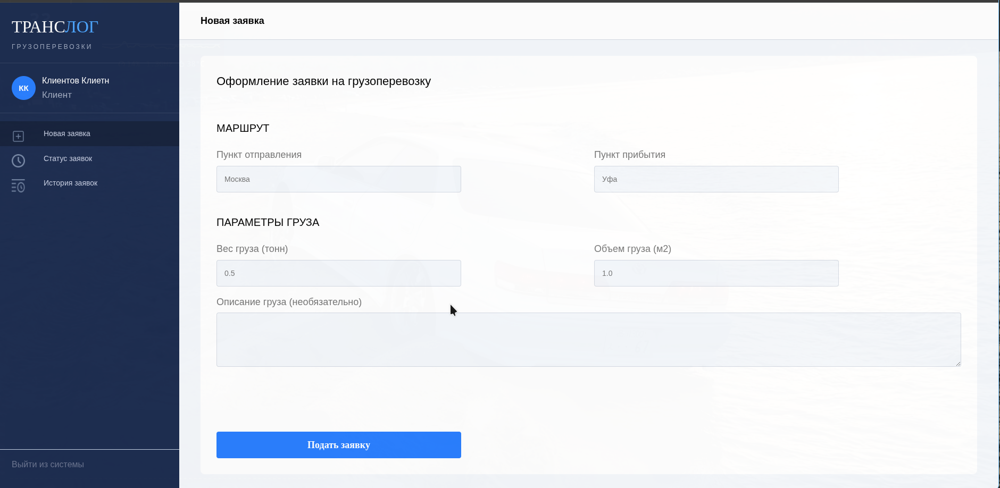 ТРАНСЛОГ
ГРУЗОПЕРЕВОЗКИ
КК
Клиентов Клиетн
Клиент
Новая заявка
Статус заявок
История заявок
Выйти из системы
Новая заявка
Оформление заявки на грузоперевозку
МАРШРУТ
Пункт отправления
Пункт прибытия
Москва
Уфа
ПАРАМЕТРЫ ГРУЗА
Вес груза (тонн)
Объем груза (м2)
0.5
1.0
Описание груза (необязательно)
Подать заявку